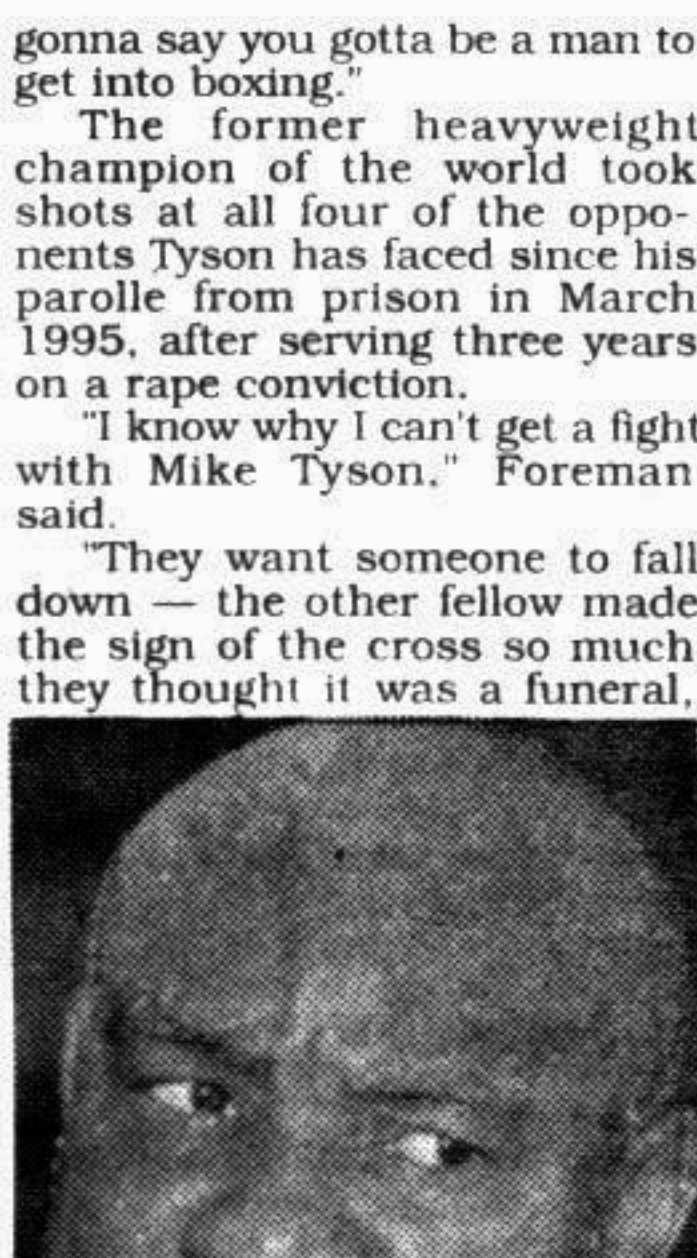 gonna say you gotta be a man to
get into boxing."
The former heavyweight
champion of the world took
shots at all four of the oppo-
nents Tyson has faced since his
parolle from prison in March
1995, after serving three years
on a rape conviction.
"I know why I can't get a fight
with Mike Tyson." Foreman
said.
"They want someone to fall
down — the other fellow made
the sign of the cross so much
they thought it was a funeral,